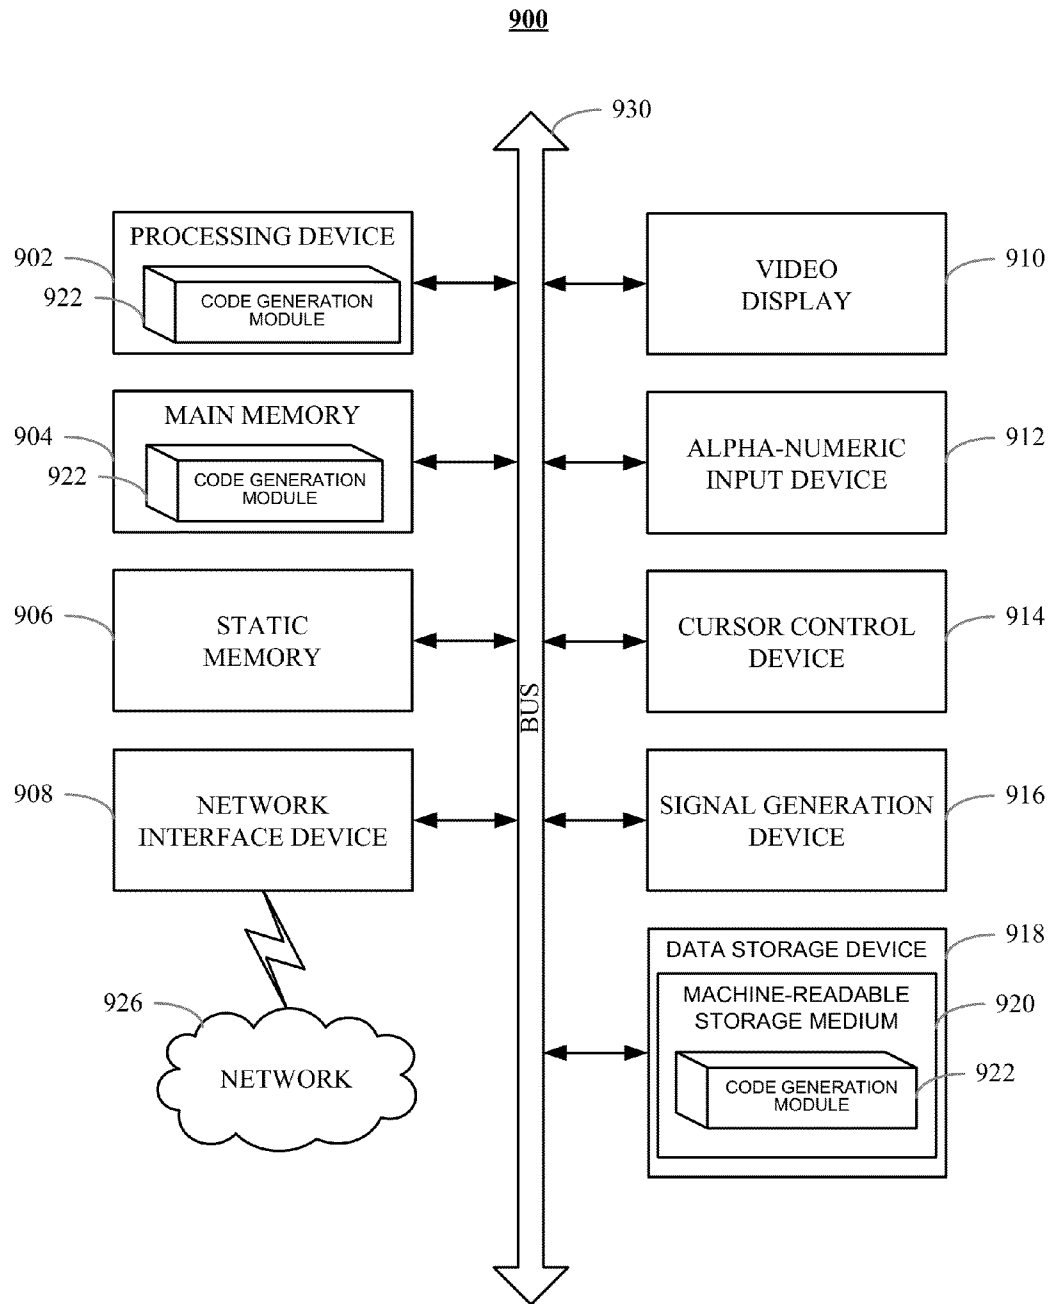 900
930
PROCESSING DEVICE
902
922
CODE GENERATION
MODULE
MAIN MEMORY
904
922
CODE GENERATION
MODULE
906
STATIC
MEMORY
908
NETWORK
INTERFACE DEVICE
926
NETWORK
BUS
VIDEO
DISPLAY
910
ALPHA-NUMERIC
INPUT DEVICE
912
CURSOR CONTROL
DEVICE
914
SIGNAL GENERATION
DEVICE
916
DATA STORAGE DEVICE
918
MACHINE-READABLE
STORAGE MEDIUM
920
CODE GENERATION
MODULE
922